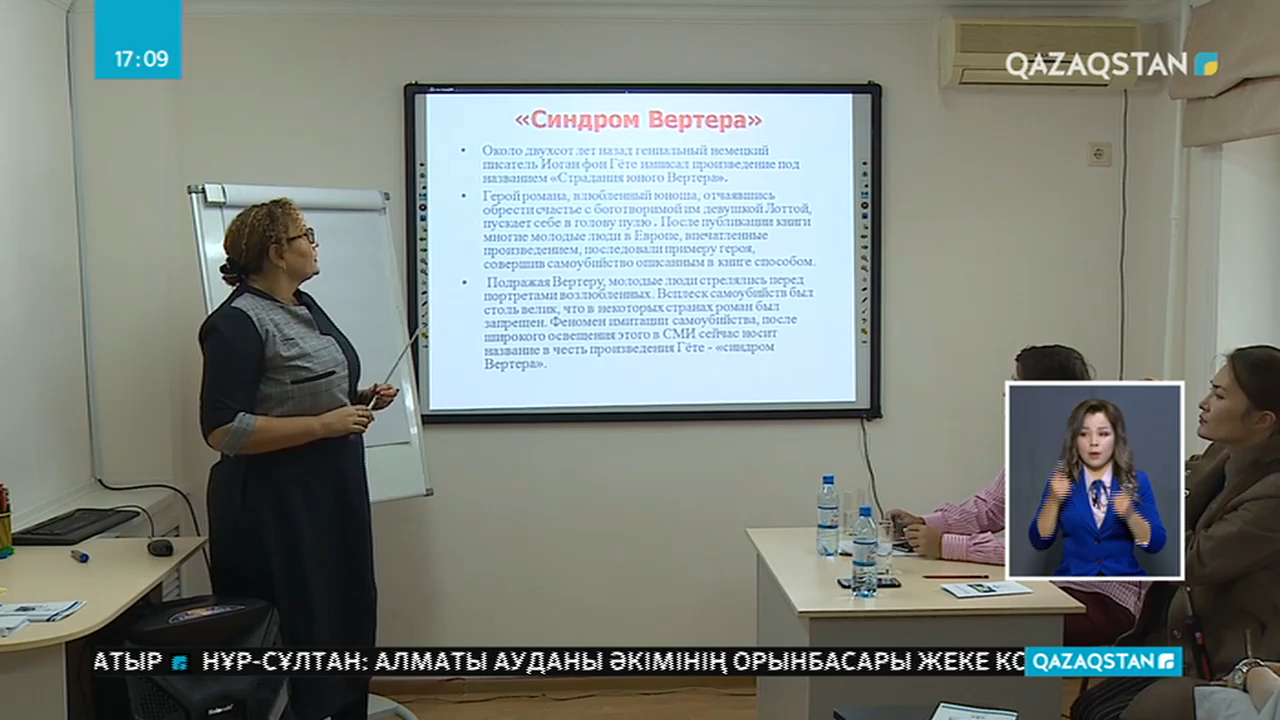 17:09
QAZAQSTAN
«Синдром Вертера»
• Около двухсот лет назад гениальный немецкий
писатель Йоган фон Гёте написал произведение под
названием «Страдания юного Вертера».
• Герой романа, влюбленный юноша, отчаявшись
обрести счастье с боготворимой им девушкой Лоттой,
пускает себе в голову пулю . После публикации книги
многие молодые люди в Европе, впечатленные
произведением, последовали примеру героя,
совершив самоубийство описанным в книге способом.
• Подражая Вертеру, молодые люди стрелялись перед
портретами возлюбленных. Всплеск самоубийств был
столь велик, что в некоторых странах роман был
запрещен. Феномен имитации самоубийства, после
широкого освещения этого в СМИ сейчас носит
название в честь произведения Гёте - «синдром
Вертера».
АТЫР НҰР-СҰЛТАН: АЛМАТЫ АУДАНЫ ӘКІМІНІҢ ОРЫНБАСАРЫ ЖЕКЕ КО
QAZAQSTAN